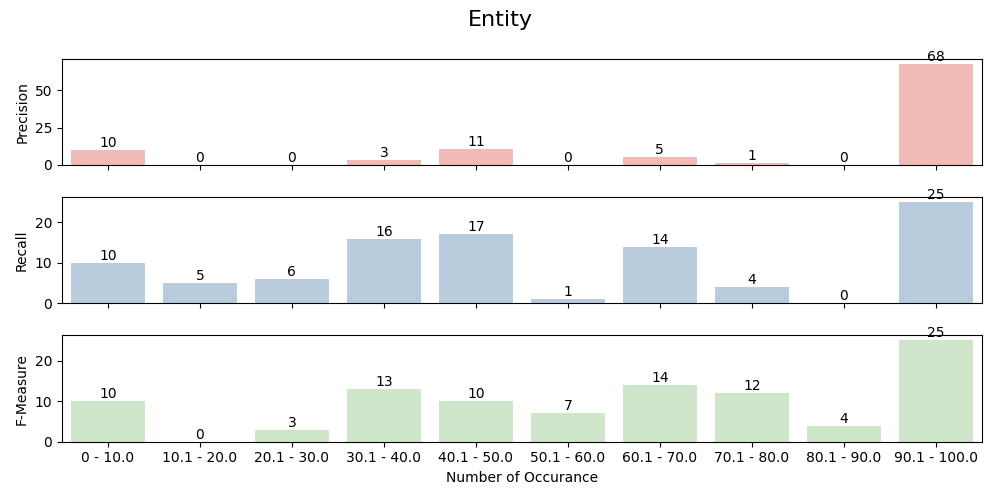 Entity
Precision
50
25
0
10
0
0
3
11
0
5
1
0
68
Recall
20
10
0
10
5
6
16
17
1
14
4
0
25
F-Measure
20
10
0
10
0
3
13
10
7
14
12
4
25
0 - 10.0
10.1 - 20.0
20.1 - 30.0
30.1 - 40.0
40.1 - 50.0
50.1 - 60.0
60.1 - 70.0
70.1 - 80.0
80.1 - 90.0
90.1 - 100.0
Number of Occurance